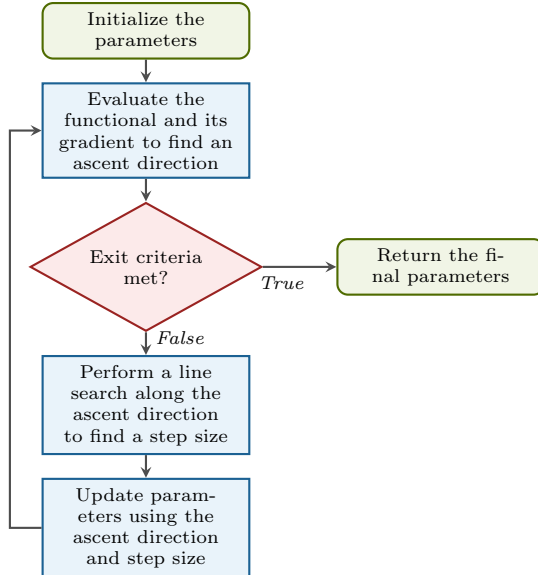 Initialize the
parameters
Evaluate the
functional and its
gradient to find an
ascent direction
Exit criteria
met?
True
Return the fi-
nal parameters
False
Perform a line
search along the
ascent direction
to find a step size
Update param-
eters using the
ascent direction
and step size